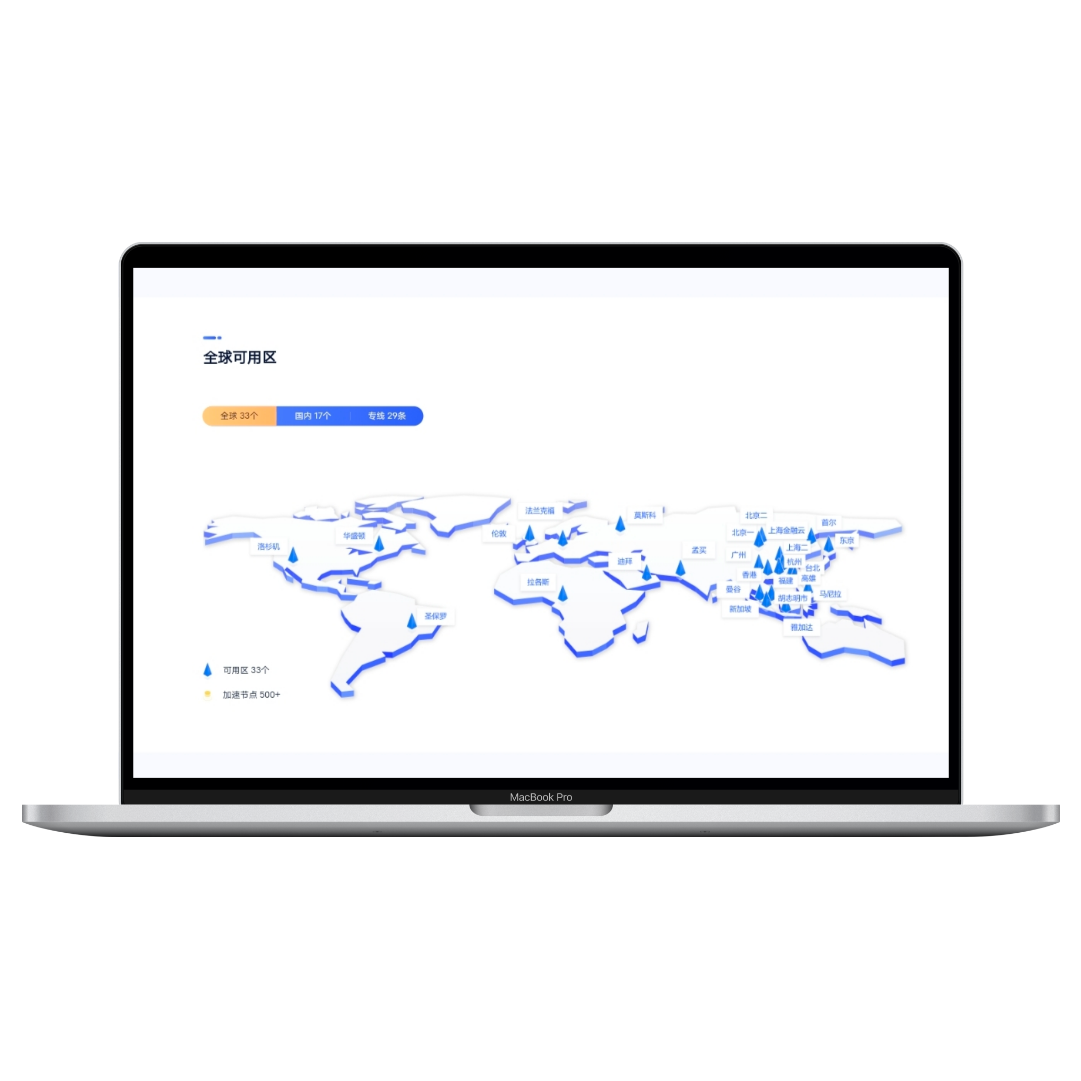 全球可用区
全球 33个
国内 17个
专线 29条
法兰克福
莫斯科
伦敦
华盛顿
洛杉矶
迪拜
孟买
拉各斯
圣保罗
北京二
北京一
上海金融云
首尔
东京
广州
上海二
杭州
台北
香港
福建
高雄
曼谷
胡志明市
马尼拉
新加坡
雅加达
可用区 33个
加速节点 500+
MacBook Pro